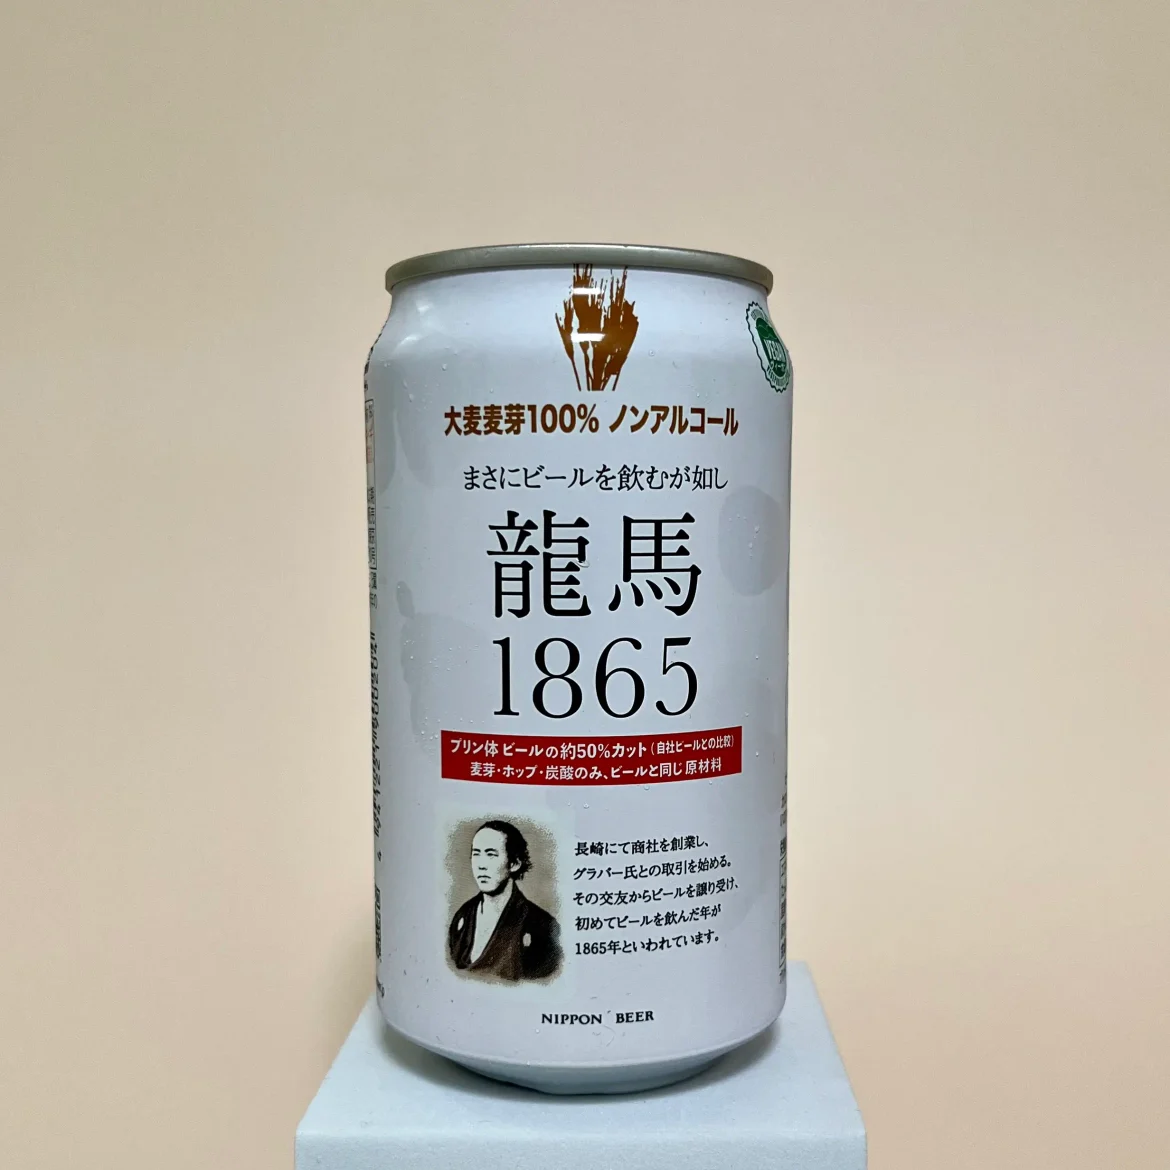 大麦麦芽100% ノンアルコール
VEGAN
まさにビールを飲むが如し
龍馬
1865
プリン体 ビールの約50%カット(自社ビールとの比較)
麦芽・ホップ・炭酸のみ、ビールと同じ原材料
長崎にて商社を創業し、
グラバー氏との取引を始める。
その交友からビールを譲り受け、
初めてビールを飲んだ年が
1865年といわれています。
NIPPON BEER